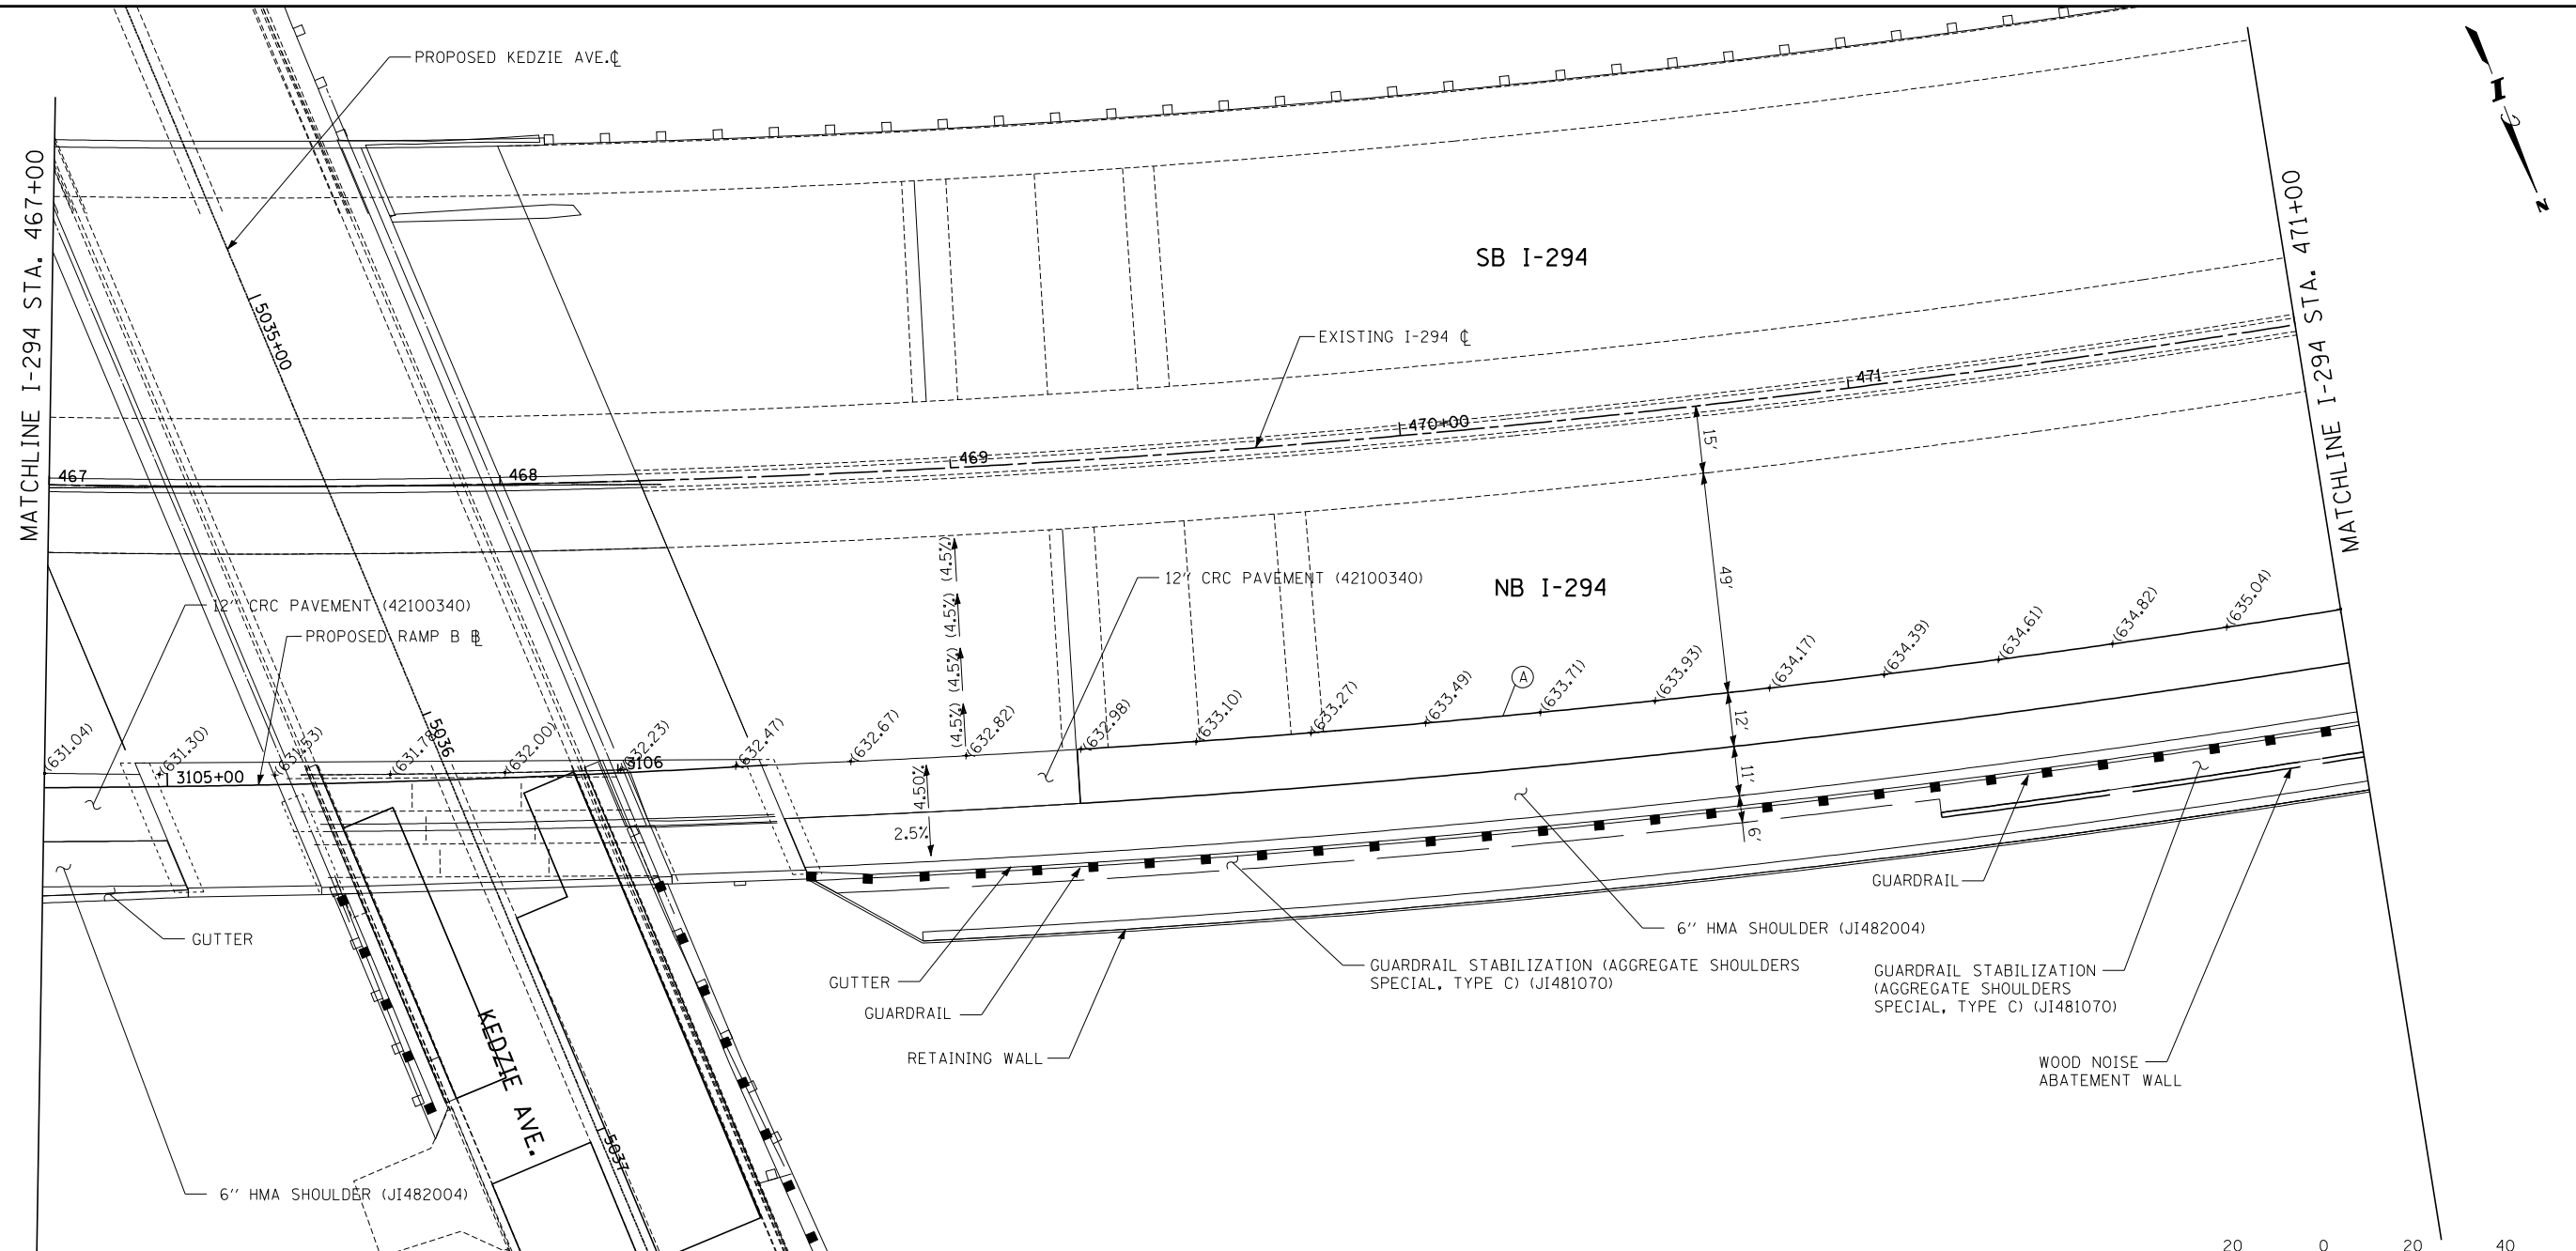 PROPOSED KEDZIE AVE.℄
MATCHLINE I-294 STA. 467+00
MATCHLINE I-294 STA. 471+00
I
N
5035+00
SB I-294
EXISTING I-294 ℄
467
468
469
470+00
471
15'
49'
12'
11'
6'
(4.5%) (4.5%) (4.5%) (4.5%)
12'' CRC PAVEMENT (42100340)
NB I-294
12'' CRC PAVEMENT (42100340)
PROPOSED RAMP B
(631.04)
(631.30)
(631.53)
(631.78)
(632.00)
(632.23)
(632.47)
(632.67)
(632.82)
(632.98)
(633.10)
(633.27)
(633.49)
A
(633.71)
(633.93)
(634.17)
(634.39)
(634.61)
(634.82)
(635.04)
3105+00
3106
5036
4.50%
2.5%
GUTTER
GUTTER
GUARDRAIL
RETAINING WALL
GUARDRAIL STABILIZATION (AGGREGATE SHOULDERS
SPECIAL, TYPE C) (JI481070)
6'' HMA SHOULDER (JI482004)
GUARDRAIL
GUARDRAIL STABILIZATION
(AGGREGATE SHOULDERS
SPECIAL, TYPE C) (JI481070)
WOOD NOISE
ABATEMENT WALL
KEDZIE AVE.
5037
6'' HMA SHOULDER (JI482004)
20 0 20 40